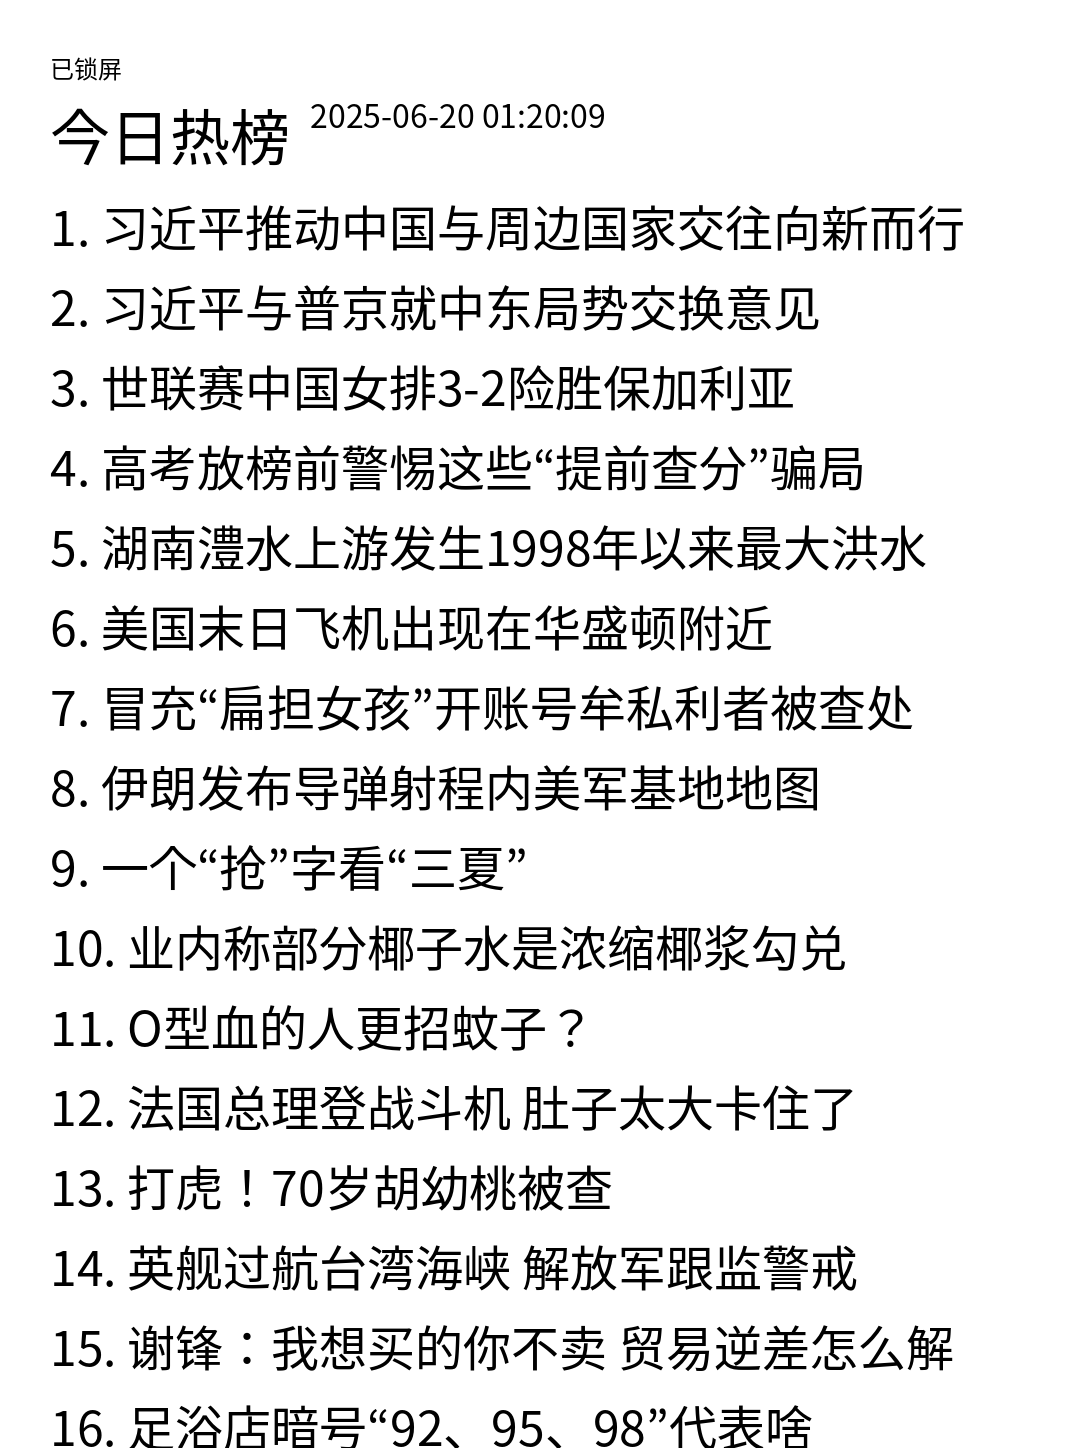 已锁屏
今日热榜 2025-06-20 01:20:09
1. 习近平推动中国与周边国家交往向新而行
2. 习近平与普京就中东局势交换意见
3. 世联赛中国女排3-2险胜保加利亚
4. 高考放榜前警惕这些“提前查分”骗局
5. 湖南澧水上游发生1998年以来最大洪水
6. 美国末日飞机出现在华盛顿附近
7. 冒充“扁担女孩”开账号牟私利者被查处
8. 伊朗发布导弹射程内美军基地地图
9. 一个“抢”字看“三夏”
10. 业内称部分椰子水是浓缩椰浆勾兑
11. O型血的人更招蚊子？
12. 法国总理登战斗机 肚子太大卡住了
13. 打虎！70岁胡幼桃被查
14. 英舰过航台湾海峡 解放军跟监警戒
15. 谢锋：我想买的你不卖 贸易逆差怎么解
16. 足浴店暗号“92、95、98”代表啥